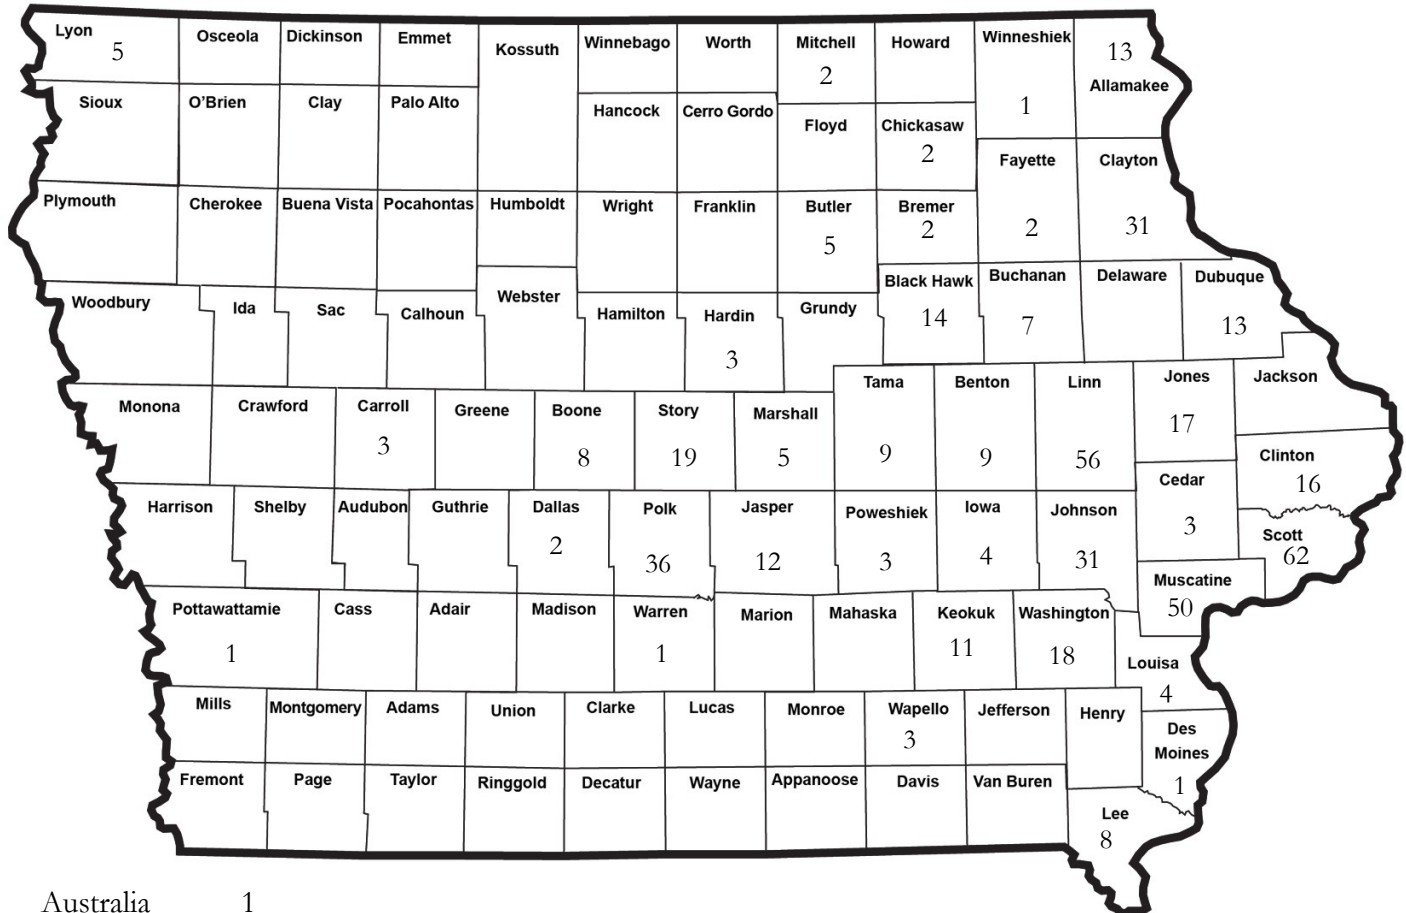 Lyon 5
Osceola
Dickinson
Emmet
Kossuth
Winnebago
Worth
Mitchell 2
Howard
Winneshiek 1
13 Allamakee
Sioux
O'Brien
Clay
Palo Alto
Hancock
Cerro Gordo
Floyd
Chickasaw 2
Fayette 2
Clayton 31
Plymouth
Cherokee
Buena Vista
Pocahontas
Humboldt
Wright
Franklin
Butler 5
Bremer 2
Woodbury
Ida
Sac
Calhoun
Webster
Hamilton
Hardin 3
Grundy
Black Hawk 14
Buchanan 7
Delaware
Dubuque 13
Monona
Crawford
Carroll 3
Greene
Boone 8
Story 19
Marshall 5
Tama 9
Benton 9
Linn 56
Jones 17
Jackson
Clinton 16
Harrison
Shelby
Audubon
Guthrie
Dallas 2
Polk 36
Jasper 12
Poweshiek 3
Iowa 4
Johnson 31
Cedar 3
Scott 62
Muscatine 50
Pottawattamie 1
Cass
Adair
Madison
Warren 1
Marion
Mahaska
Keokuk 11
Washington 18
Louisa 4
Mills
Montgomery
Adams
Union
Clarke
Lucas
Monroe
Wapello 3
Jefferson
Henry
Des
Moines 1
Fremont
Page
Taylor
Ringgold
Decatur
Wayne
Appanoose
Davis
Van Buren
Lee 8
Australia 1